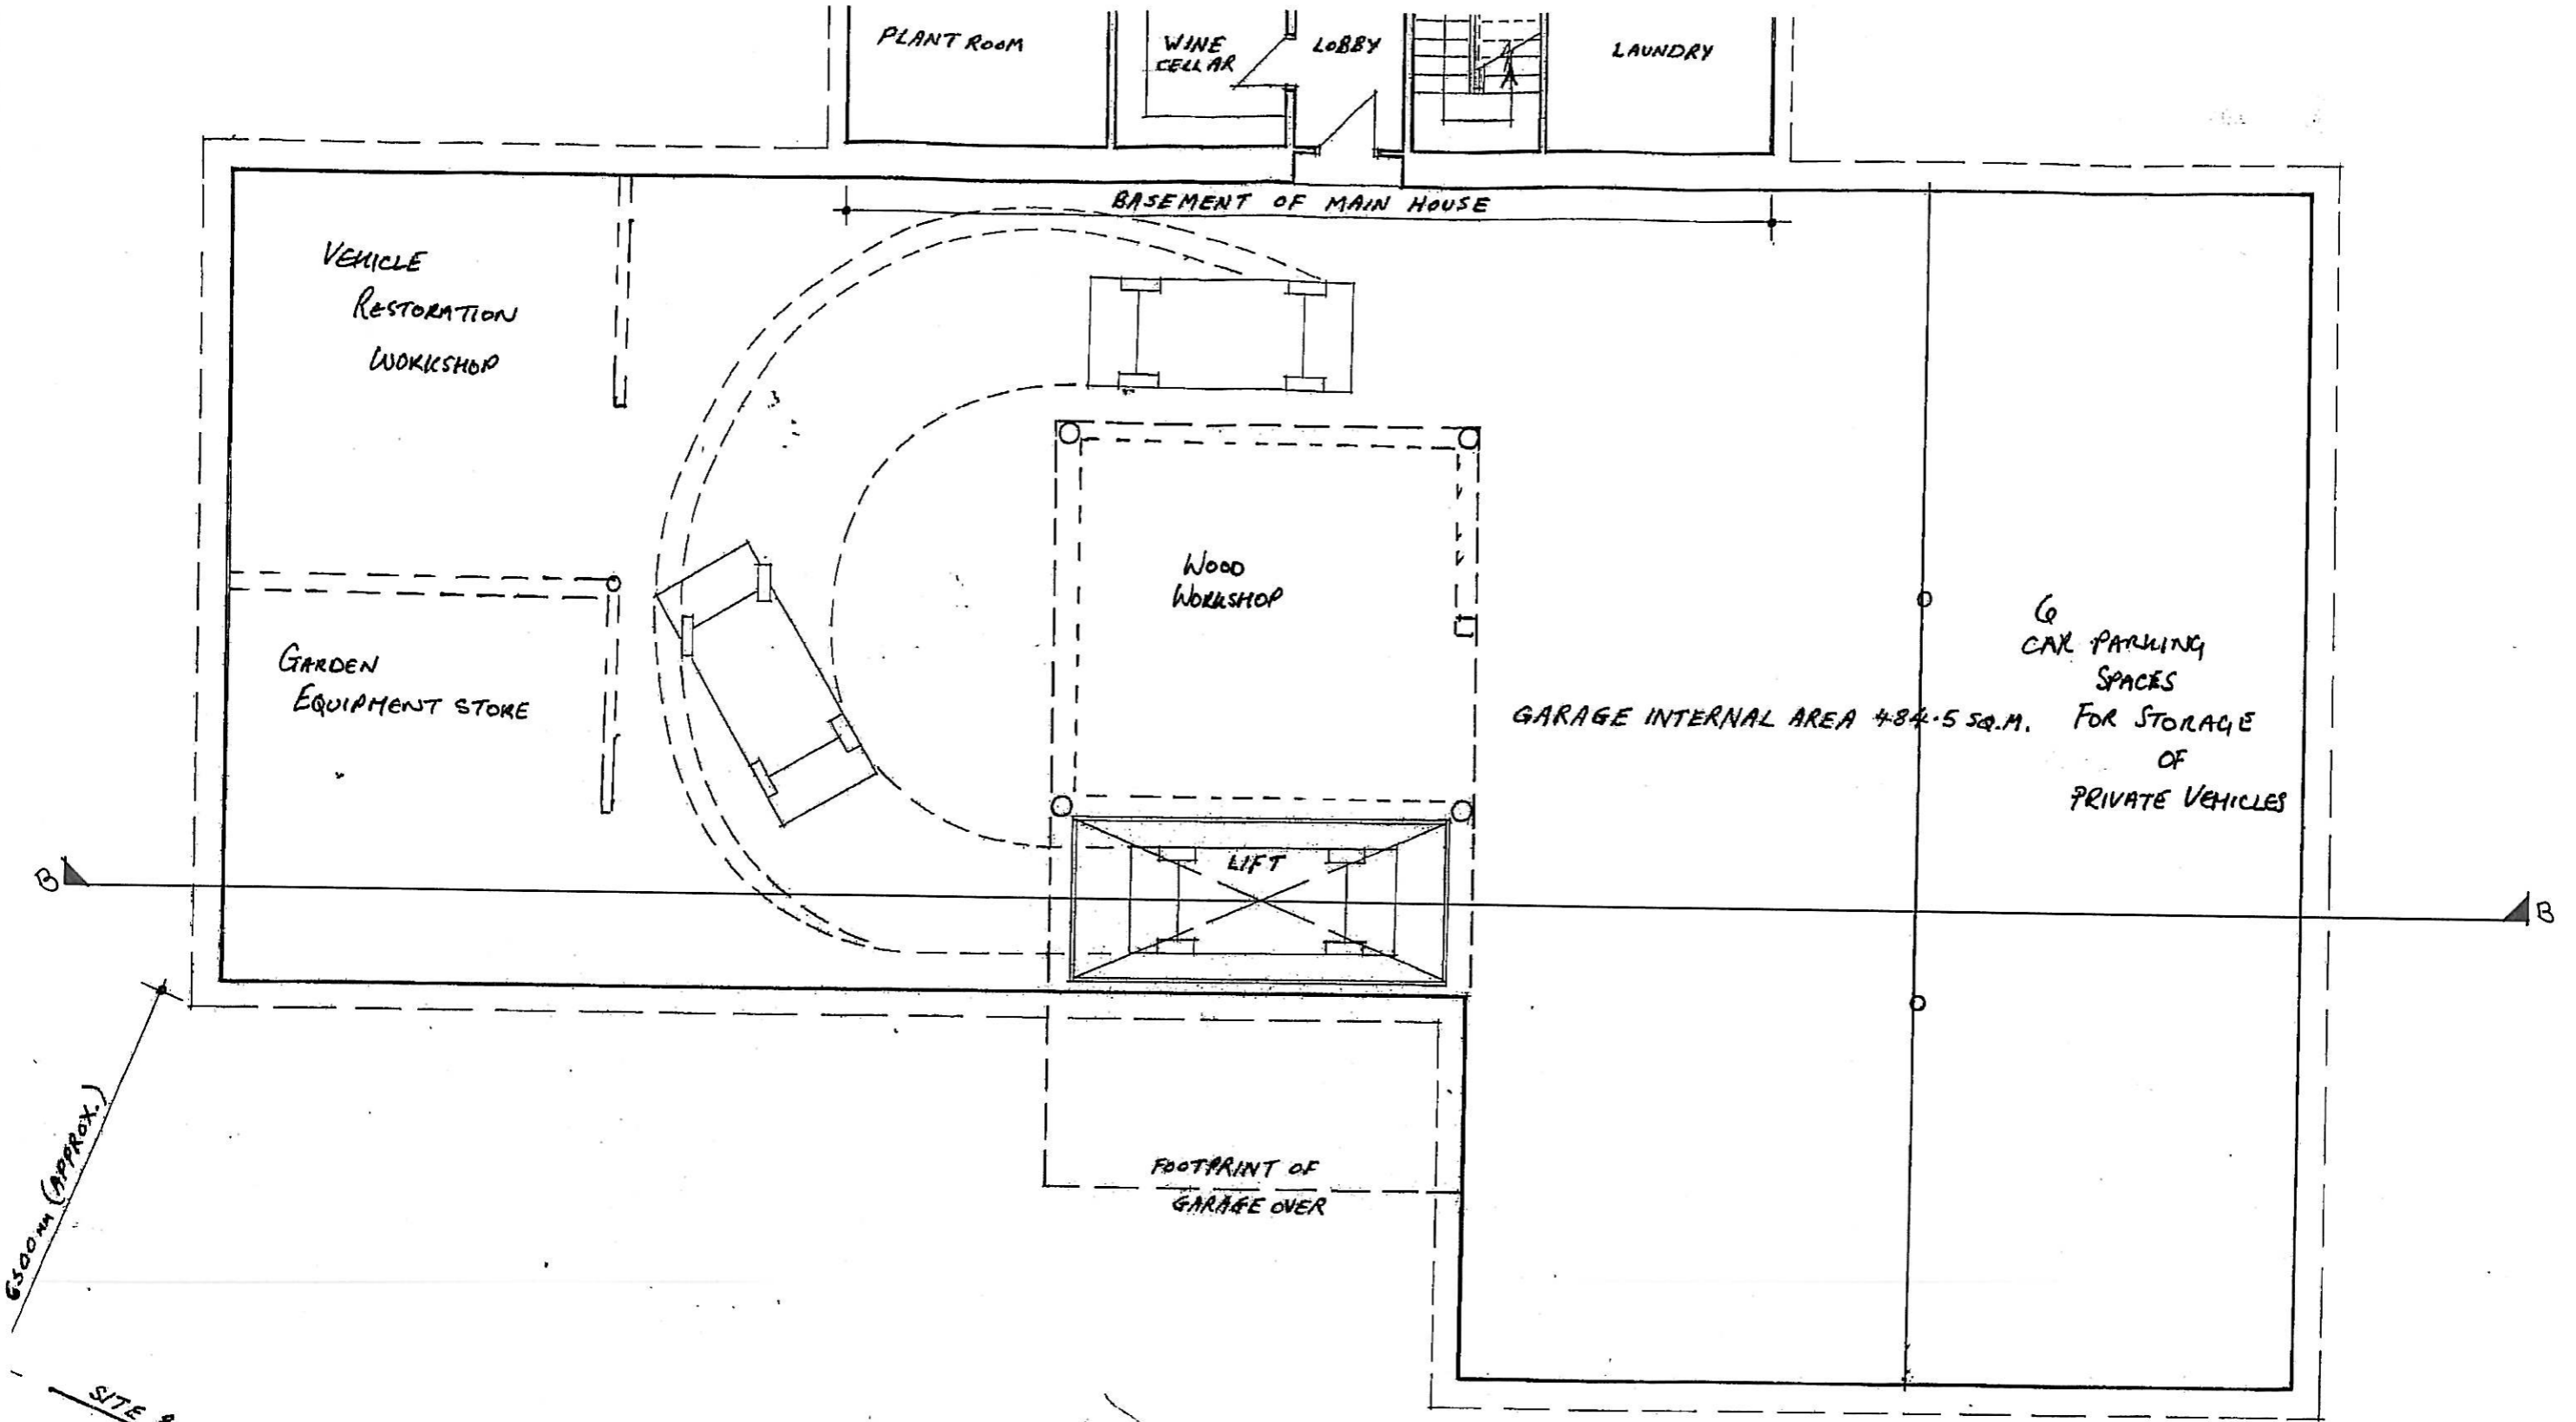 PLANT ROOM
WINE
CELLAR
LOBBY
LAUNDRY
BASEMENT OF MAIN HOUSE
VEHICLE
RESTORATION
WORKSHOP
WOOD
WORKSHOP
GARDEN
EQUIPMENT STORE
GARAGE INTERNAL AREA 484.5 SQ.M.
6
CAR PARKING
SPACES
FOR STORAGE
OF
PRIVATE VEHICLES
LIFT
B
B
FOOTPRINT OF
GARAGE OVER
6500MM (APPROX.)
SITE